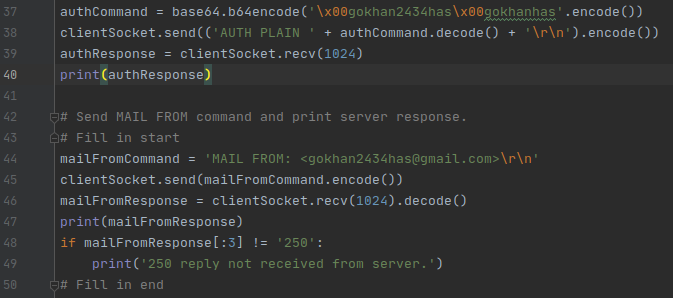 37 authCommand = base64.b64encode('\x00gokhan2434has\x00gokhanhas'.encode())
38 clientSocket.send(('AUTH PLAIN ' + authCommand.decode() + '\r\n').encode())
39 authResponse = clientSocket.recv(1024)
40 print(authResponse)
41
42 # Send MAIL FROM command and print server response.
43 # Fill in start
44 mailFromCommand = 'MAIL FROM: <gokhan2434has@gmail.com>\r\n'
45 clientSocket.send(mailFromCommand.encode())
46 mailFromResponse = clientSocket.recv(1024).decode()
47 print(mailFromResponse)
48 if mailFromResponse[:3] != '250':
49     print('250 reply not received from server.')
50 # Fill in end